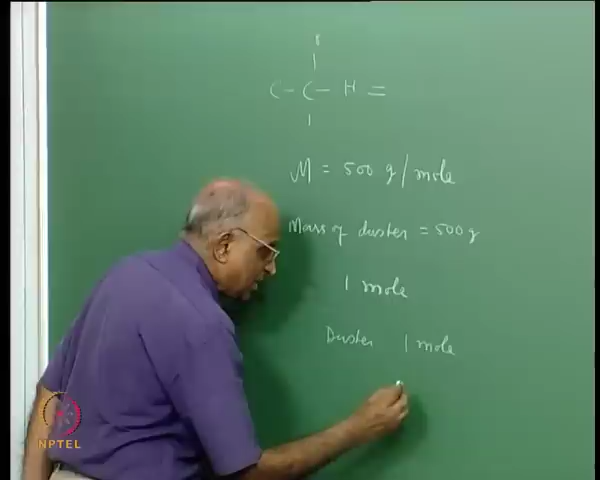 C – C – H =
M = 500 g/mole
Mass of duster = 500 g
1 mole
Duster 1 mole
NPTEL